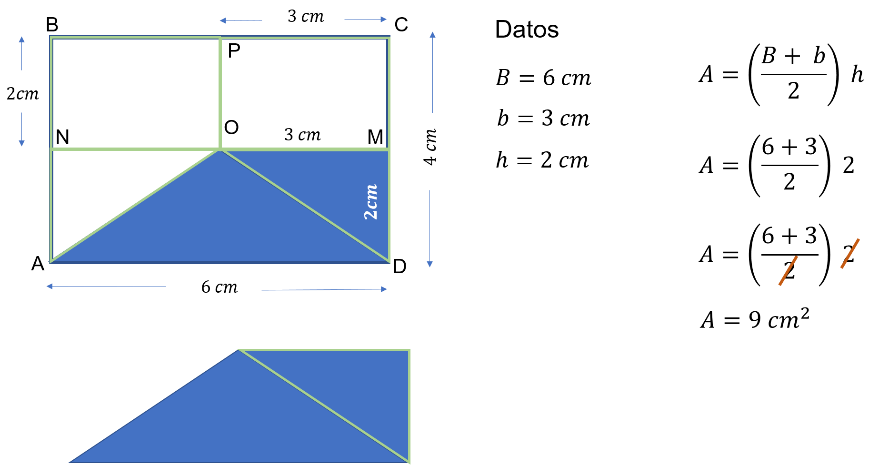 3 cm
B
C
P
2cm
N
O
3 cm
M
4 cm
2cm
A
D
6 cm
Datos
B = 6 cm
b = 3 cm
h = 2 cm
A = ((B + b)/2) h
A = ((6 + 3)/2) 2
A = ((6 + 3)/2) 2
A = 9 cm²